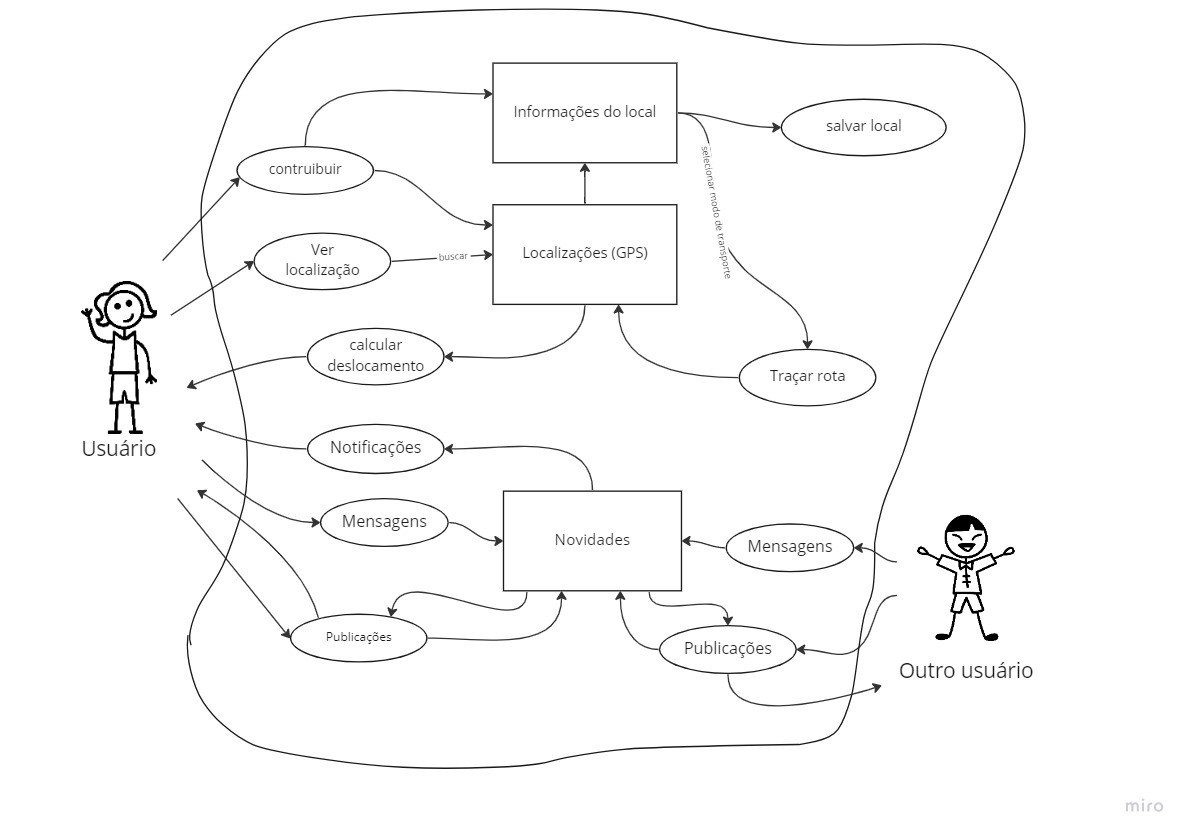 Informações do local
salvar local
contruibuir
selecionar modo de transporte
Ver
localização
buscar
Localizações (GPS)
calcular
deslocamento
Traçar rota
Usuário
Notificações
Mensagens
Novidades
Mensagens
Publicações
Publicações
Outro usuário
miro